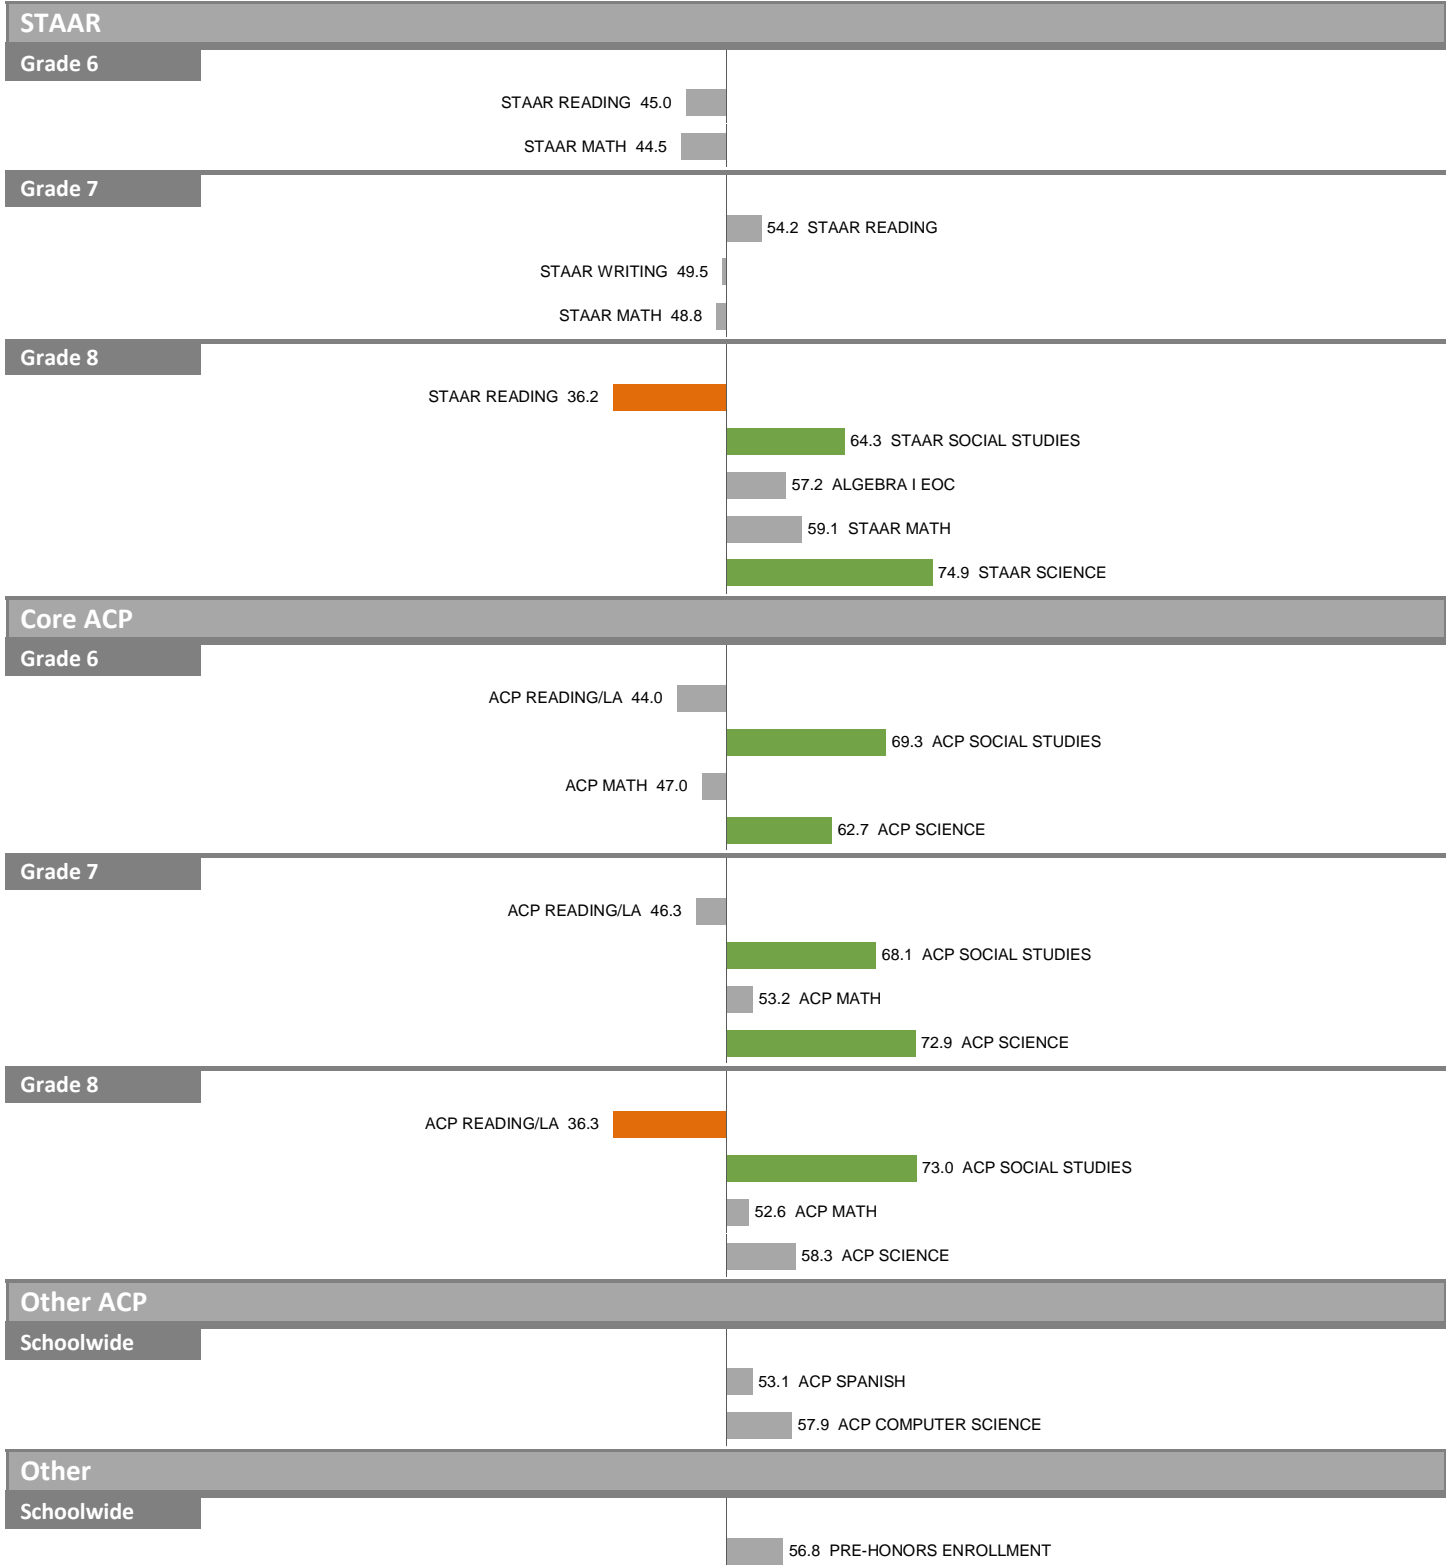 STAAR
Grade 6
STAAR READING 45.0
STAAR MATH 44.5
Grade 7
54.2 STAAR READING
STAAR WRITING 49.5
STAAR MATH 48.8
Grade 8
STAAR READING 36.2
64.3 STAAR SOCIAL STUDIES
57.2 ALGEBRA I EOC
59.1 STAAR MATH
74.9 STAAR SCIENCE
Core ACP
Grade 6
ACP READING/LA 44.0
69.3 ACP SOCIAL STUDIES
ACP MATH 47.0
62.7 ACP SCIENCE
Grade 7
ACP READING/LA 46.3
68.1 ACP SOCIAL STUDIES
53.2 ACP MATH
72.9 ACP SCIENCE
Grade 8
ACP READING/LA 36.3
73.0 ACP SOCIAL STUDIES
52.6 ACP MATH
58.3 ACP SCIENCE
Other ACP
Schoolwide
53.1 ACP SPANISH
57.9 ACP COMPUTER SCIENCE
Other
Schoolwide
56.8 PRE-HONORS ENROLLMENT